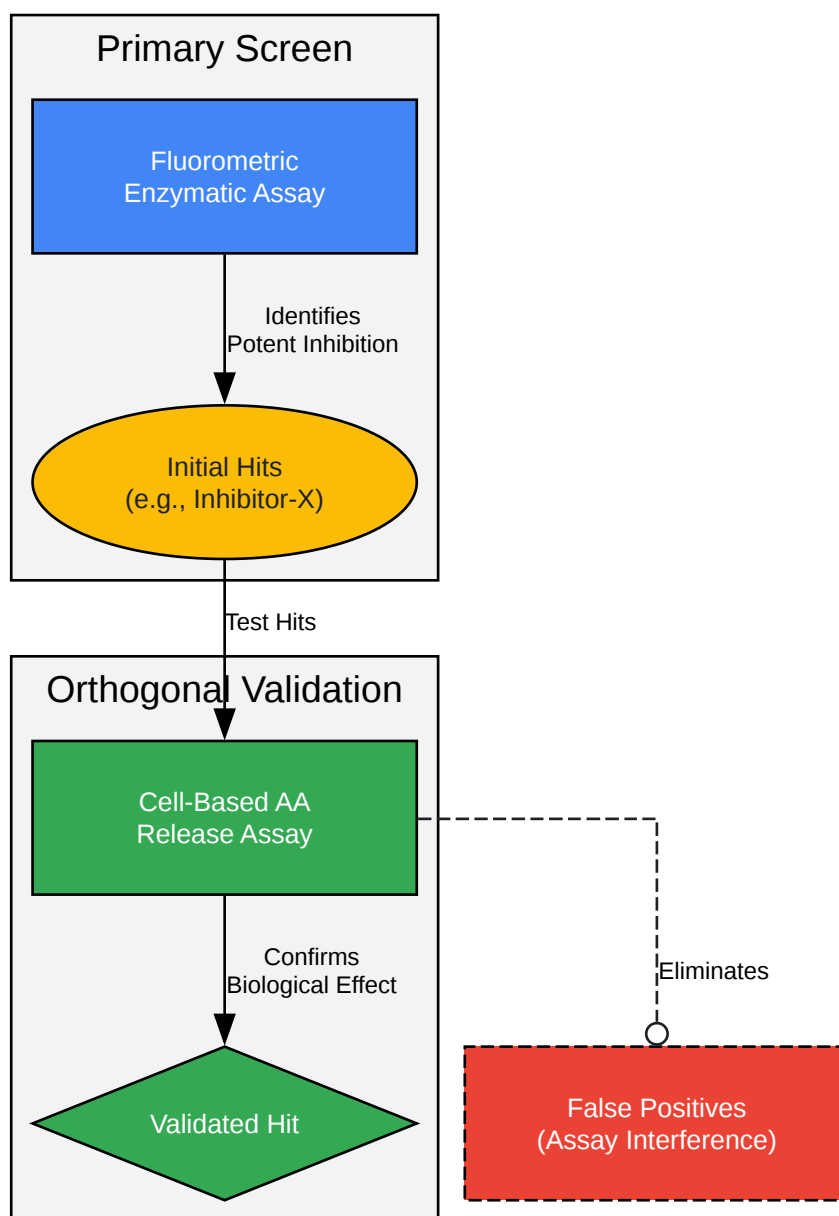 Primary Screen
Fluorometric
Enzymatic Assay
Identifies
Potent Inhibition
Initial Hits
(e.g., Inhibitor-X)
Test Hits
Orthogonal Validation
Cell-Based AA
Release Assay
Confirms
Biological Effect
Eliminates
Validated Hit
False Positives
(Assay Interference)